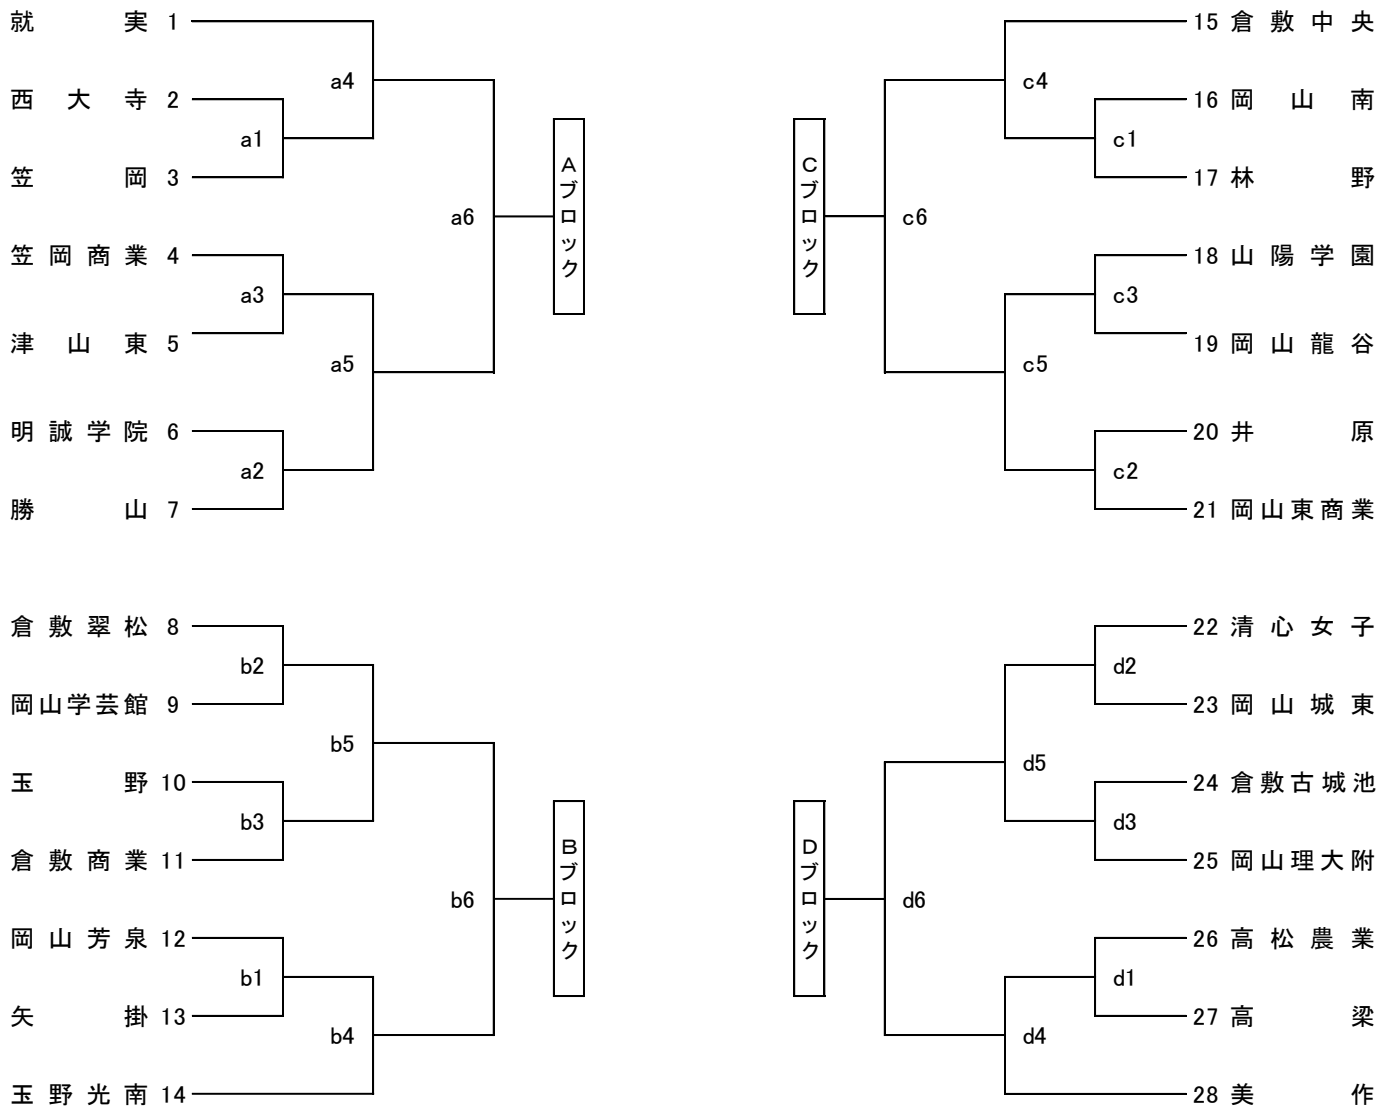 就実 1
a4
西大寺 2
a1
笠岡 3
a6
Aブロック
笠岡商業 4
a3
津山東 5
a5
明誠学院 6
a2
勝山 7
倉敷翠松 8
b2
岡山学芸館 9
b5
玉野 10
b3
倉敷商業 11
b6
Bブロック
岡山芳泉 12
b1
矢掛 13
b4
玉野光南 14
15 倉敷中央
c4
16 岡山南
c1
17 林野
Cブロック
c6
18 山陽学園
c3
19 岡山龍谷
c5
20 井原
c2
21 岡山東商業
22 清心女子
d2
23 岡山城東
d5
24 倉敷古城池
d3
25 岡山理大附
Dブロック
d6
26 高松農業
d1
27 高梁
d4
28 美作